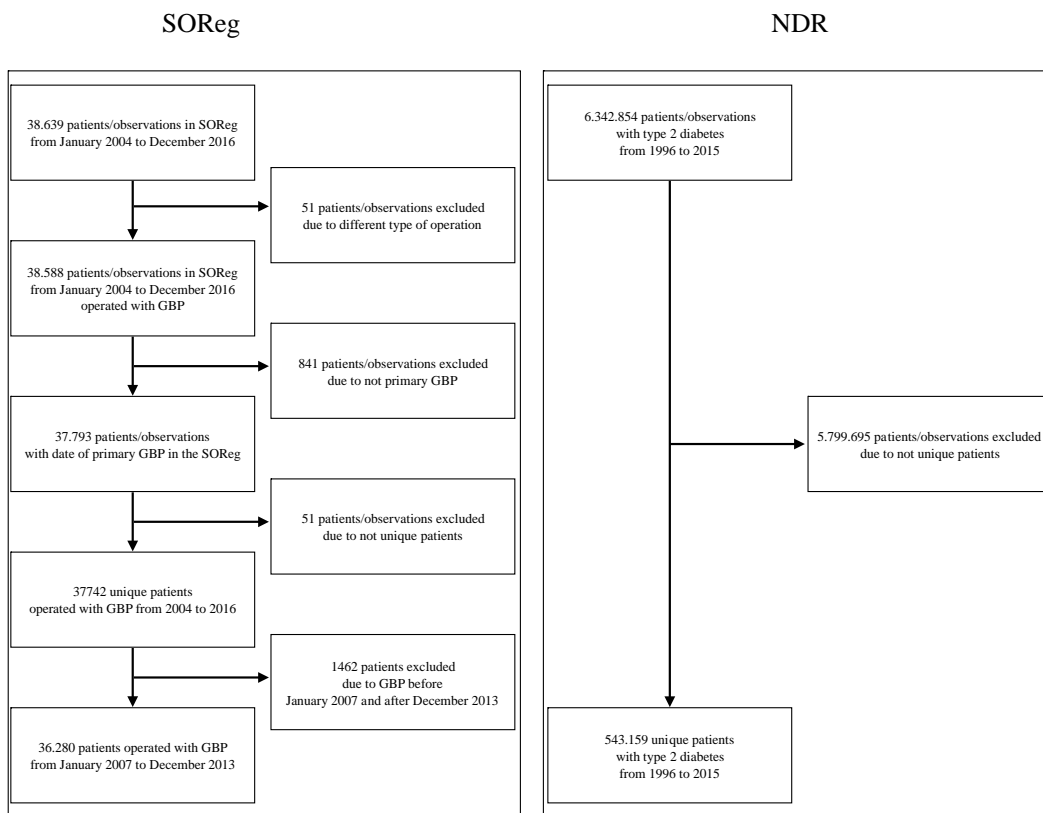 SOReg
38.639 patients/observations in SOReg
from January 2004 to December 2016
51 patients/observations excluded
due to different type of operation
38.588 patients/observations in SOReg
from January 2004 to December 2016
operated with GBP
841 patients/observations excluded
due to not primary GBP
37.793 patients/observations
with date of primary GBP in the SOReg
51 patients/observations excluded
due to not unique patients
37742 unique patients
operated with GBP from 2004 to 2016
1462 patients excluded
due to GBP before
January 2007 and after December 2013
36.280 patients operated with GBP
from January 2007 to December 2013
NDR
6.342.854 patients/observations
with type 2 diabetes
from 1996 to 2015
5.799.695 patients/observations excluded
due to not unique patients
543.159 unique patients
with type 2 diabetes
from 1996 to 2015